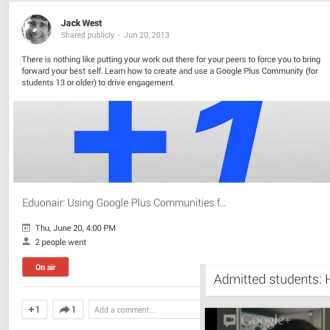 Jack West
Shared publicly - Jun 20, 2013
There is nothing like putting your work out there for your peers to force you to bring
forward your best self. Learn how to create and use a Google Plus Community (for
students 13 or older) to drive engagement.
+1
Eduonair: Using Google Plus Communities f...
Thu, June 20, 4:00 PM
2 people went
On air
+1
1
Add a comment...
Admitted students: H
Google+